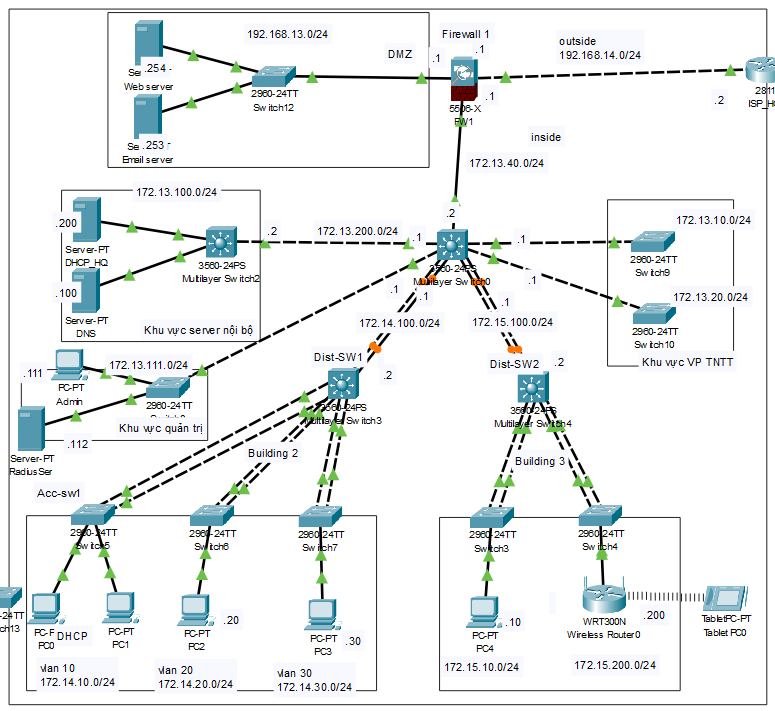 192.168.13.0/24
DMZ
Firewall 1
outside
192.168.14.0/24
.1
.1
.1
.254
Web server
2960-24TT
Switch12
5506-X
FW1
2811
.2
.253
Email server
inside
172.13.40.0/24
172.13.100.0/24
.200
Server-PT
DHCP_HQ
.2
172.13.200.0/24
.1
.2
3560-24PS
Multilayer Switch2
.100
Server-PT
DNS
Khu vực server nội bộ
3560-24PS
Multilayer Switch0
.1
172.13.10.0/24
2960-24TT
Switch9
.1
172.13.20.0/24
2960-24TT
Switch10
Khu vực VP TNTT
.1
.1
.1
172.14.100.0/24
172.15.100.0/24
.111
PC-PT
Admin
172.13.111.0/24
2960-24TT
Khu vực quản trị
Server-PT
RadiusSer
.112
Dist-SW1
.2
3560-24PS
Multilayer Switch3
Dist-SW2
.2
3560-24PS
Multilayer Switch4
Building 2
Building 3
Acc-sw1
2960-24TT
Switch5
2960-24TT
Switch6
2960-24TT
Switch7
2960-24TT
Switch3
2960-24TT
Switch4
PC0
DHCP
PC-PT
PC1
.20
PC-PT
PC2
.30
PC-PT
PC3
.10
PC-PT
PC4
WRT300N
Wireless Router0
.200
TabletPC-PT
Tablet PC0
vlan 10
172.14.10.0/24
vlan 20
172.14.20.0/24
vlan 30
172.14.30.0/24
172.15.10.0/24
172.15.200.0/24